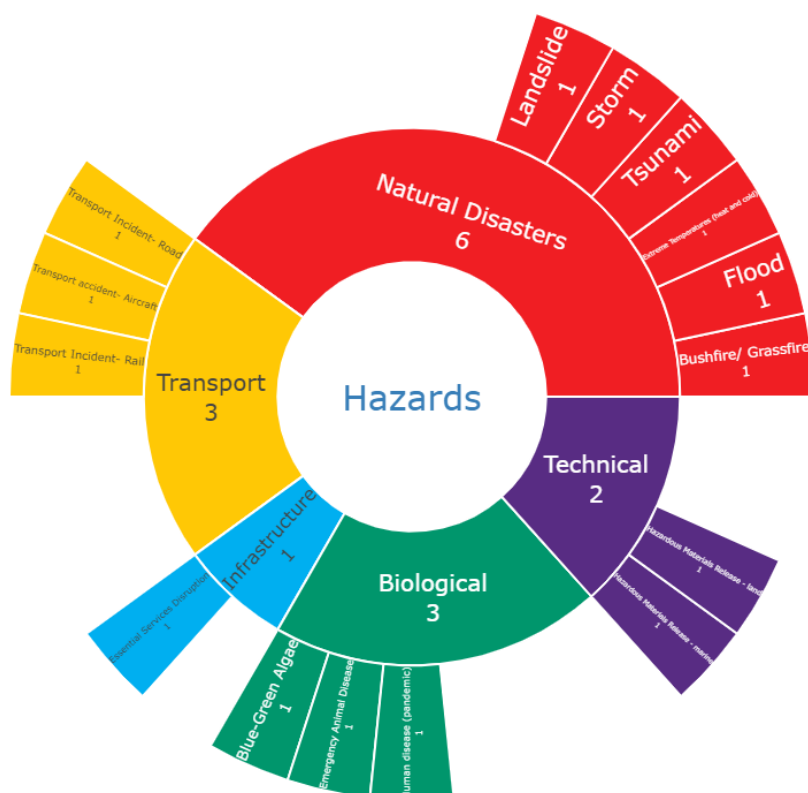 Hazards
Natural Disasters
6
Landslide
1
Storm
1
Tsunami
1
Extreme Temperatures (heat and cold)
1
Flood
1
Bushfire/ Grassfire
1
Technical
2
Hazardous Materials Release - land
1
Hazardous Materials Release - marine
1
Biological
3
uman disease (pandemic)
1
Emergency Animal Disease
1
Blue-Green Algae
1
Infrastructure
1
Essential Services Disruption
1
Transport
3
Transport Incident- Rail
1
Transport accident- Aircraft
1
Transport Incident- Road
1